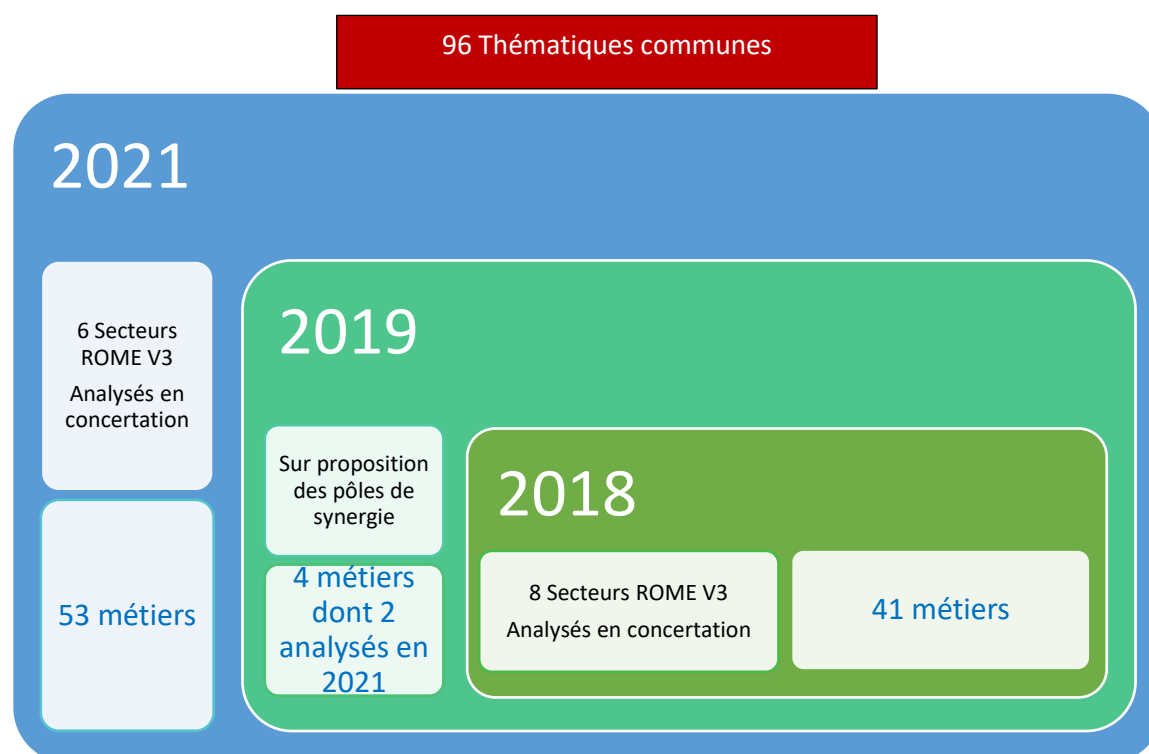 96 Thématiques communes
2021
6 Secteurs
ROME V3
Analysés en
concertation
53 métiers
2019
Sur proposition
des pôles de
synergie
4 métiers
dont 2
analysés en
2021
2018
8 Secteurs ROME V3
Analysés en concertation
41 métiers